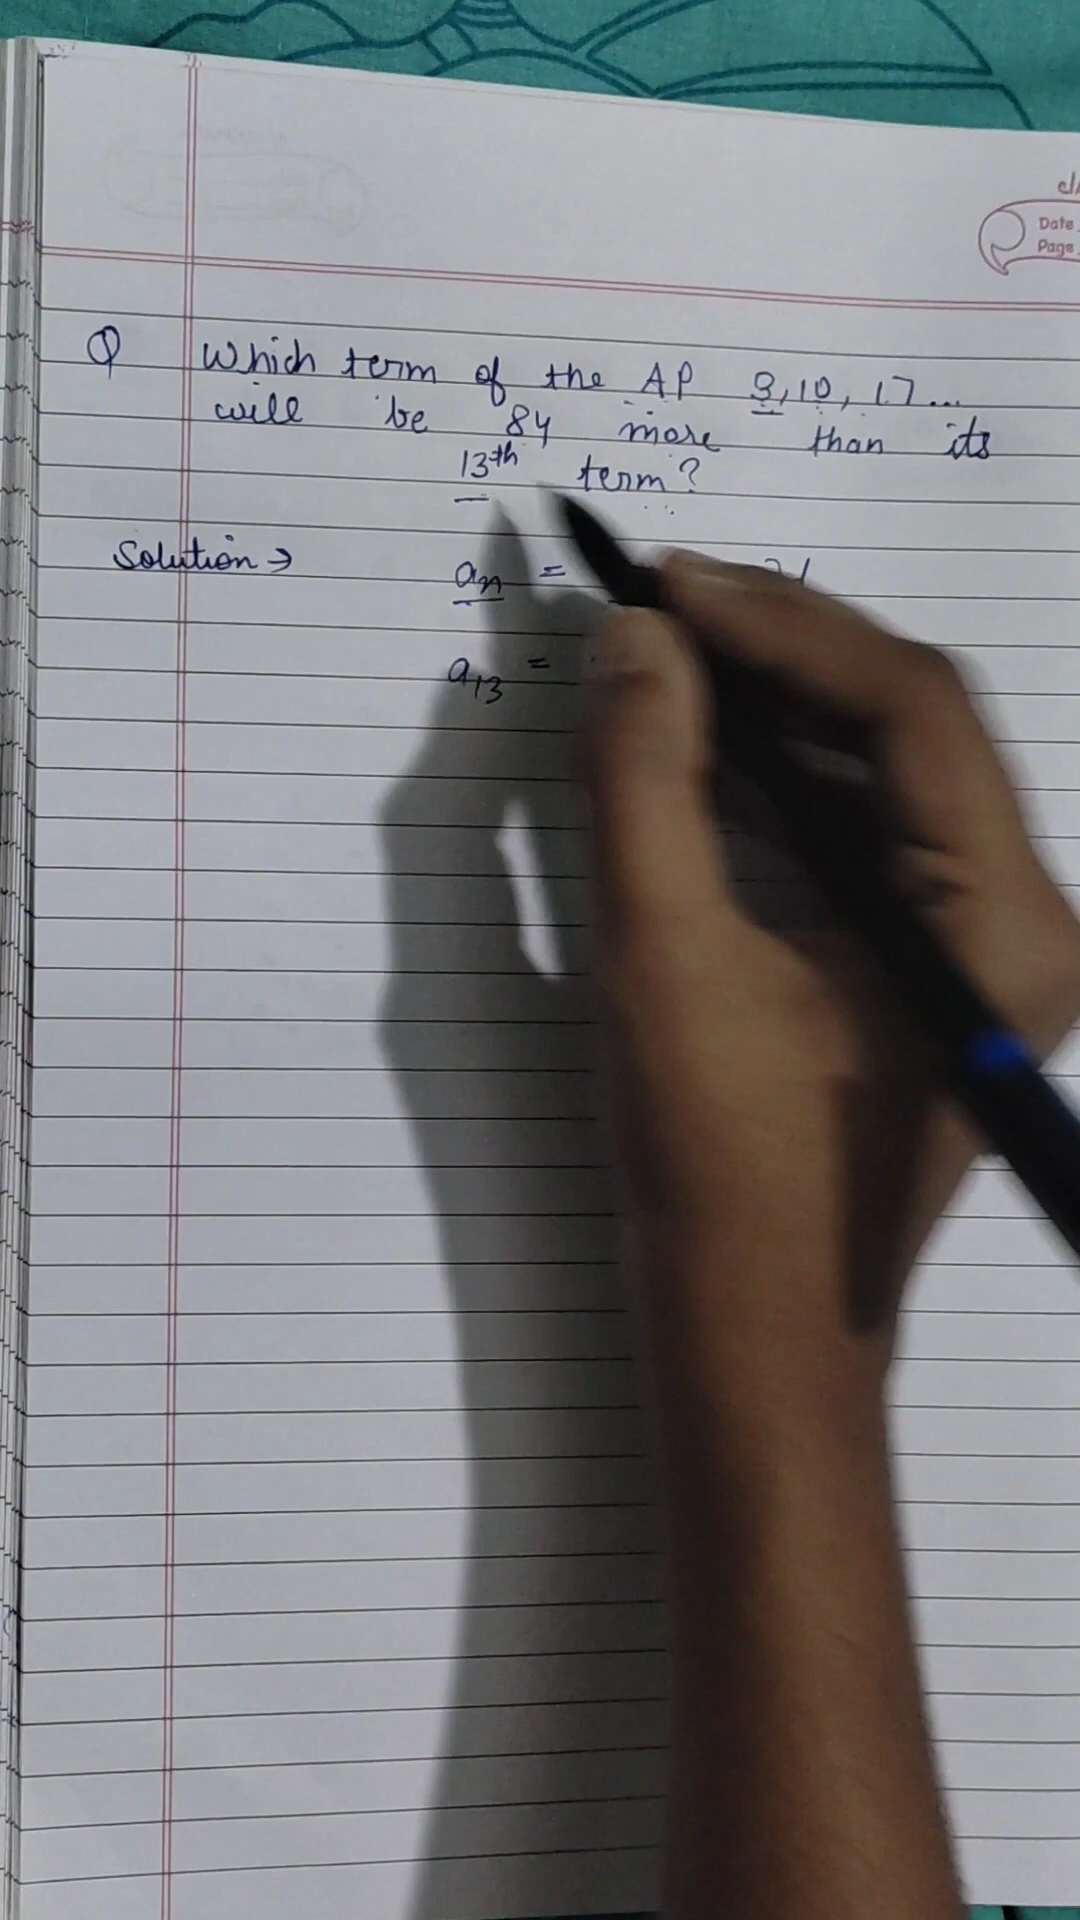 Date
Page
Q Which term of the AP 3, 10, 17...
will be 84 more than its
13th term?
Solution → an =
a13 =